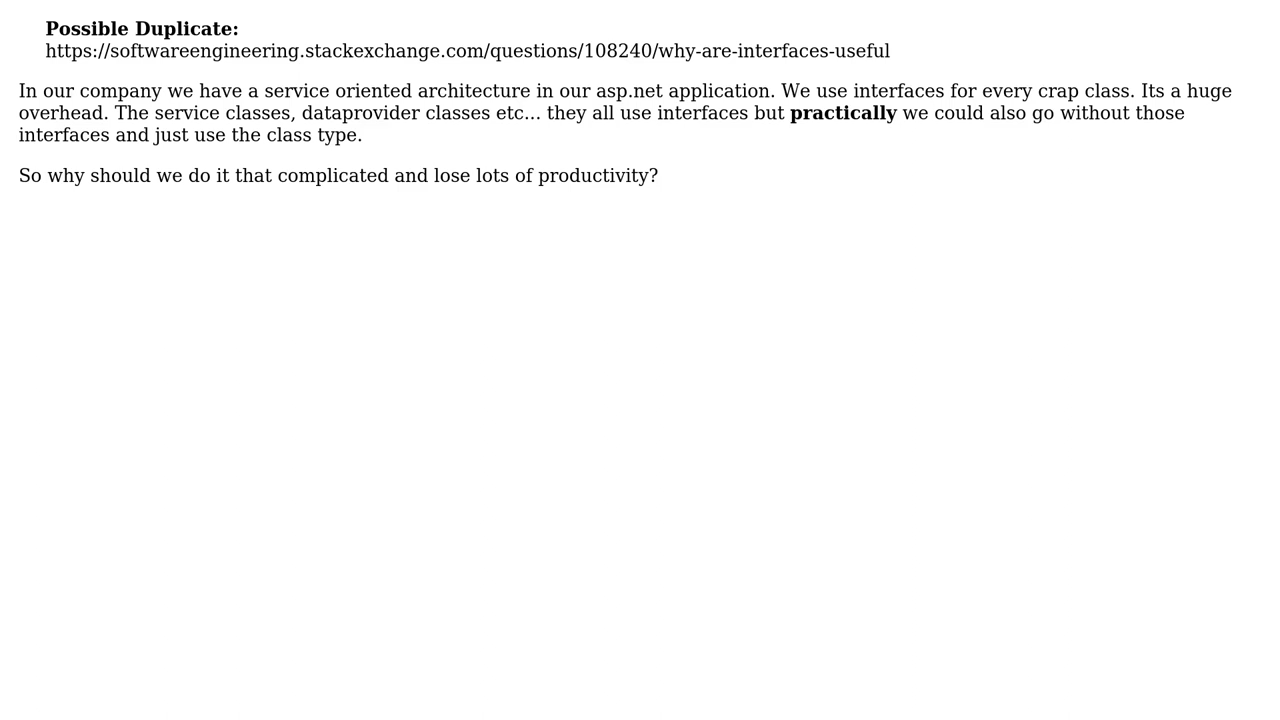 Possible Duplicate:
https://softwareengineering.stackexchange.com/questions/108240/why-are-interfaces-useful
In our company we have a service oriented architecture in our asp.net application. We use interfaces for every crap class. Its a huge
overhead. The service classes, dataprovider classes etc... they all use interfaces but practically we could also go without those
interfaces and just use the class type.
So why should we do it that complicated and lose lots of productivity?